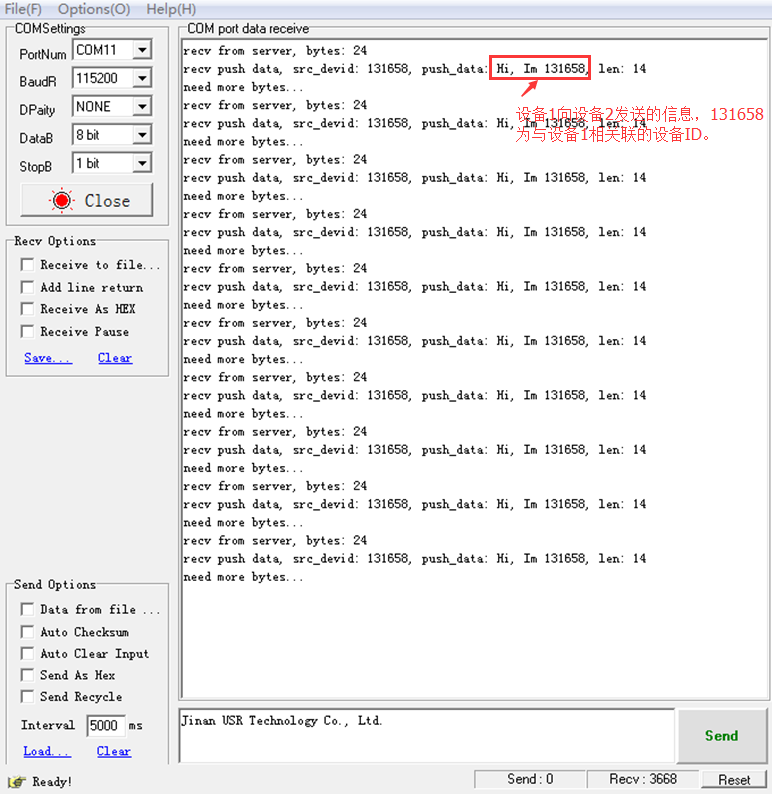 File(F) Options(O) Help(H)
COMSettings
PortNum COM11
BaudR 115200
DPaity NONE
DataB 8 bit
StopB 1 bit
Close
Recv Options
Receive to file...
Add line return
Receive As HEX
Receive Pause
Save... Clear
Send Options
Data from file ...
Auto Checksum
Auto Clear Input
Send As Hex
Send Recycle
Interval 5000 ms
Load... Clear
COM port data receive
recv from server, bytes: 24
recv push data, src_devid: 131658, push_data: Hi, Im 131658, len: 14
need more bytes...
recv from server, bytes: 24
recv push data, src_devid: 131658, push_data: Hi, Im 131658, len: 14
need more bytes...
recv from server, bytes: 24
recv push data, src_devid: 131658, push_data: Hi, Im 131658, len: 14
need more bytes...
recv from server, bytes: 24
recv push data, src_devid: 131658, push_data: Hi, Im 131658, len: 14
need more bytes...
recv from server, bytes: 24
recv push data, src_devid: 131658, push_data: Hi, Im 131658, len: 14
need more bytes...
recv from server, bytes: 24
recv push data, src_devid: 131658, push_data: Hi, Im 131658, len: 14
need more bytes...
recv from server, bytes: 24
recv push data, src_devid: 131658, push_data: Hi, Im 131658, len: 14
need more bytes...
recv from server, bytes: 24
recv push data, src_devid: 131658, push_data: Hi, Im 131658, len: 14
need more bytes...
recv from server, bytes: 24
recv push data, src_devid: 131658, push_data: Hi, Im 131658, len: 14
need more bytes...
recv from server, bytes: 24
recv push data, src_devid: 131658, push_data: Hi, Im 131658, len: 14
need more bytes...
设备1向设备2发送的信息，131658
为与设备1相关联的设备ID。
Jinan USR Technology Co., Ltd.
Send
Ready!
Send : 0
Recv : 3668
Reset